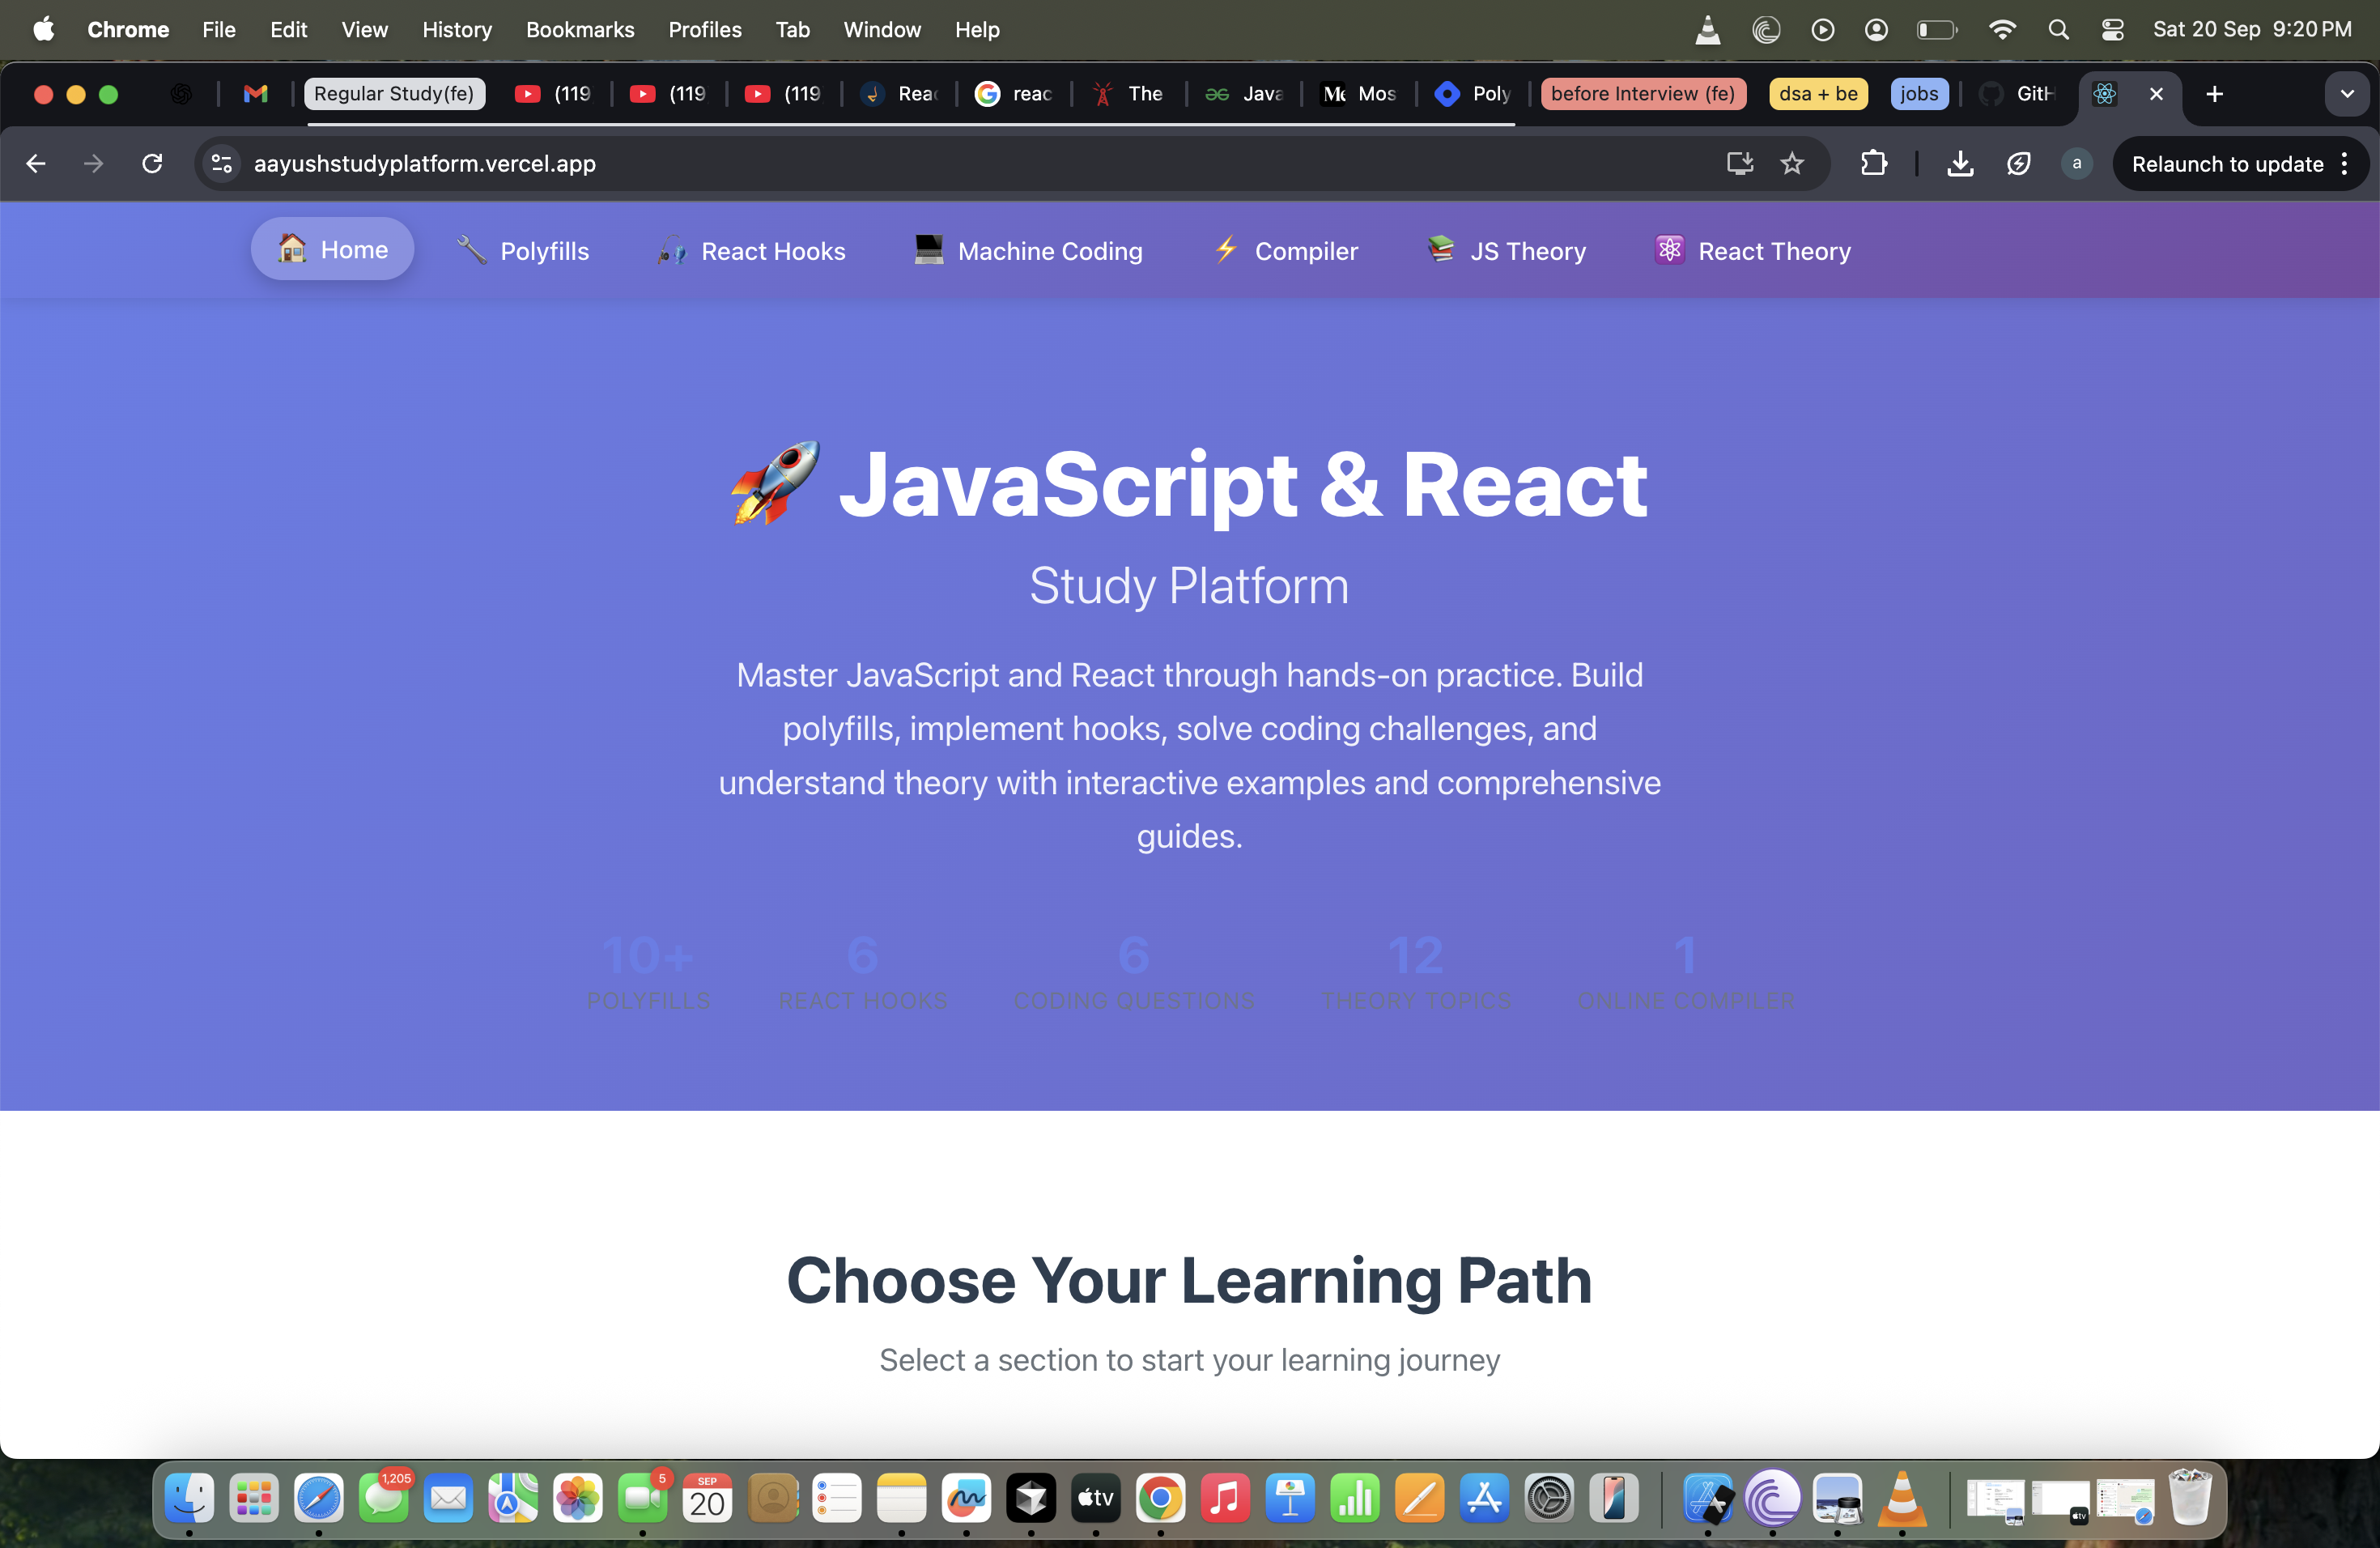 Chrome File Edit View History Bookmarks Profiles Tab Window Help Sat 20 Sep 9:20 PM
Regular Study(fe) (119 (119 (119 Reac reac The Java Mos Poly before Interview (fe) dsa + be jobs GitH
aayushstudyplatform.vercel.app a Relaunch to update
Home Polyfills React Hooks Machine Coding Compiler JS Theory React Theory
JavaScript & React
Study Platform
Master JavaScript and React through hands-on practice. Build
polyfills, implement hooks, solve coding challenges, and
understand theory with interactive examples and comprehensive
guides.
10+ 6 6 12 1
POLYFILLS REACT HOOKS CODING QUESTIONS THEORY TOPICS ONLINE COMPILER
Choose Your Learning Path
Select a section to start your learning journey
1,205 5 SEP
20 tv